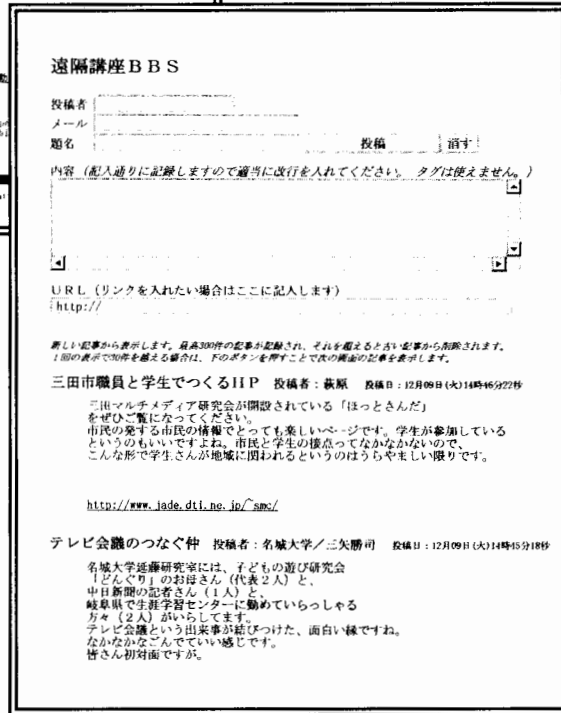 遠隔講座BBS
投稿者
メール
題名 投稿 消す
内容 (記入通りに記録しますので適当に改行を入れてください。 タグは使えません。)
URL (リンクを入れたい場合はここに記入します)
http://
新しい記事から表示します。最高300件の記事が記録され、それを超えると古い記事から削除されます。
1回の表示で30件を越える場合は、下のボタンを押すことで次の画面の記事を表示します。
三田市職員と学生でつくるHP 投稿者:萩原 投稿日:12月09日(火)14時46分22秒
三田マルチメディア研究会が開設されている「ほっとさんだ」
をぜひご覧になってください。
市民の発する市民の情報でとっても楽しいページです。学生が参加している
というのもいいですよね。市民と学生の接点ってなかなかないので、
こんな形で学生さんが地域に関われるというのはうらやましい限りです。
http://www.jade.dti.ne.jp/~smc/
テレビ会議のつなぐ仲 投稿者:名城大学/三矢勝司 投稿日:12月09日(火)14時45分18秒
名城大学延藤研究室には、子どもの遊び研究会
「どんぐり」のお母さん(代表2人)と、
中日新聞の記者さん(1人)と、
岐阜県で生涯学習センターに勤めていらっしゃる
方々(2人)がいらしてます。
テレビ会議という出来事が結びつけた、面白い縁ですね。
なかなかなごんでていい感じです。
皆さん初対面ですが。